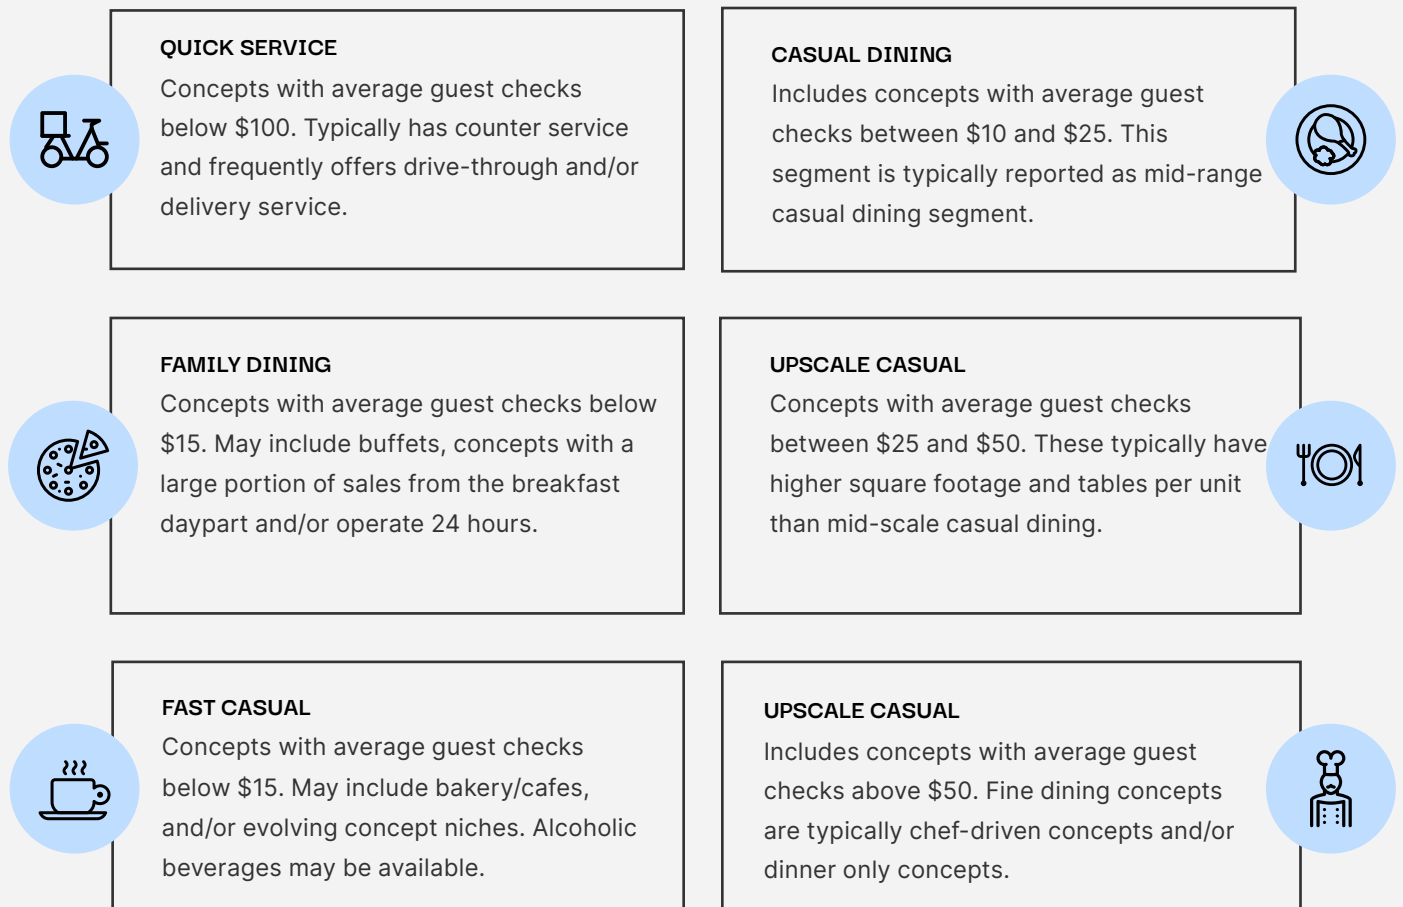 QUICK SERVICE
Concepts with average guest checks
below $100. Typically has counter service
and frequently offers drive-through and/or
delivery service.
CASUAL DINING
Includes concepts with average guest
checks between $10 and $25. This
segment is typically reported as mid-range
casual dining segment.
FAMILY DINING
Concepts with average guest checks below
$15. May include buffets, concepts with a
large portion of sales from the breakfast
daypart and/or operate 24 hours.
UPSCALE CASUAL
Concepts with average guest checks
between $25 and $50. These typically have
higher square footage and tables per unit
than mid-scale casual dining.
FAST CASUAL
Concepts with average guest checks
below $15. May include bakery/cafes,
and/or evolving concept niches. Alcoholic
beverages may be available.
UPSCALE CASUAL
Includes concepts with average guest
checks above $50. Fine dining concepts
are typically chef-driven concepts and/or
dinner only concepts.